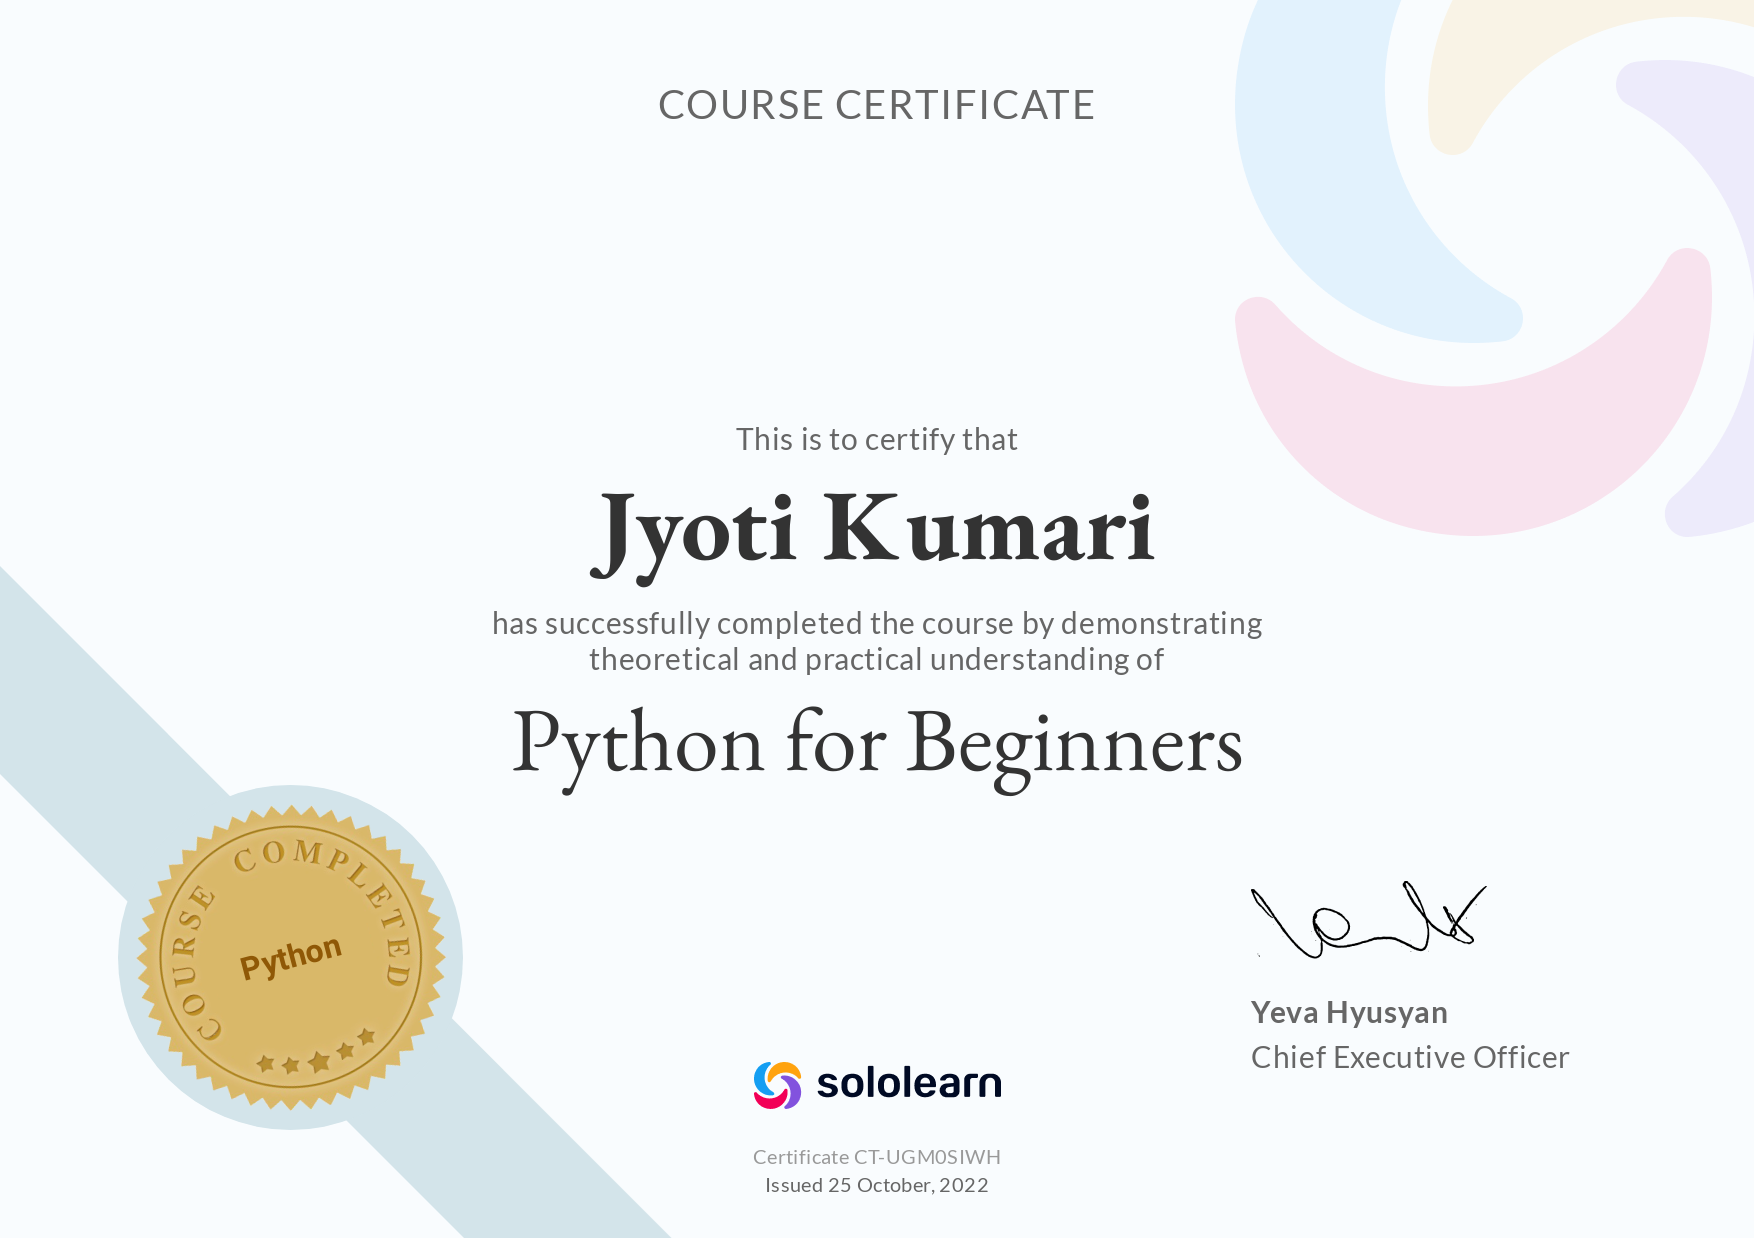 COURSE CERTIFICATE
This is to certify that
Jyoti Kumari
has successfully completed the course by demonstrating
theoretical and practical understanding of
Python for Beginners
COURSE COMPLETED
Python
Yeva Hyusyan
Chief Executive Officer
sololearn
Certificate CT-UGM0SIWH
Issued 25 October, 2022